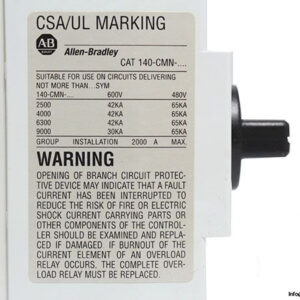 CSA/UL MARKING
AB Allen-Bradley
CAT 140-CMN-....
SUITABLE FOR USE ON CIRCUITS DELIVERING
NOT MORE THAN...SYM
140-CMN-.... 600V 480V
2500 42KA 65KA
4000 42KA 65KA
6300 42KA 65KA
9000 30KA 65KA
GROUP INSTALLATION 2000 A MAX.
WARNING
OPENING OF BRANCH CIRCUIT PROTEC-
TIVE DEVICE MAY INDICATE THAT A FAULT
CURRENT HAS BEEN INTERRUPTED TO
REDUCE THE RISK OF FIRE OR ELECTRIC
SHOCK CURRENT CARRYING PARTS OR
OTHER COMPONENTS OF THE CONTROL-
LER SHOULD BE EXAMINED AND REPLA-
CED IF DAMAGED. IF BURNOUT OF THE
CURRENT ELEMENT OF AN OVERLOAD
RELAY OCCURS. THE COMPLETE OVER-
LOAD RELAY MUST BE REPLACED.